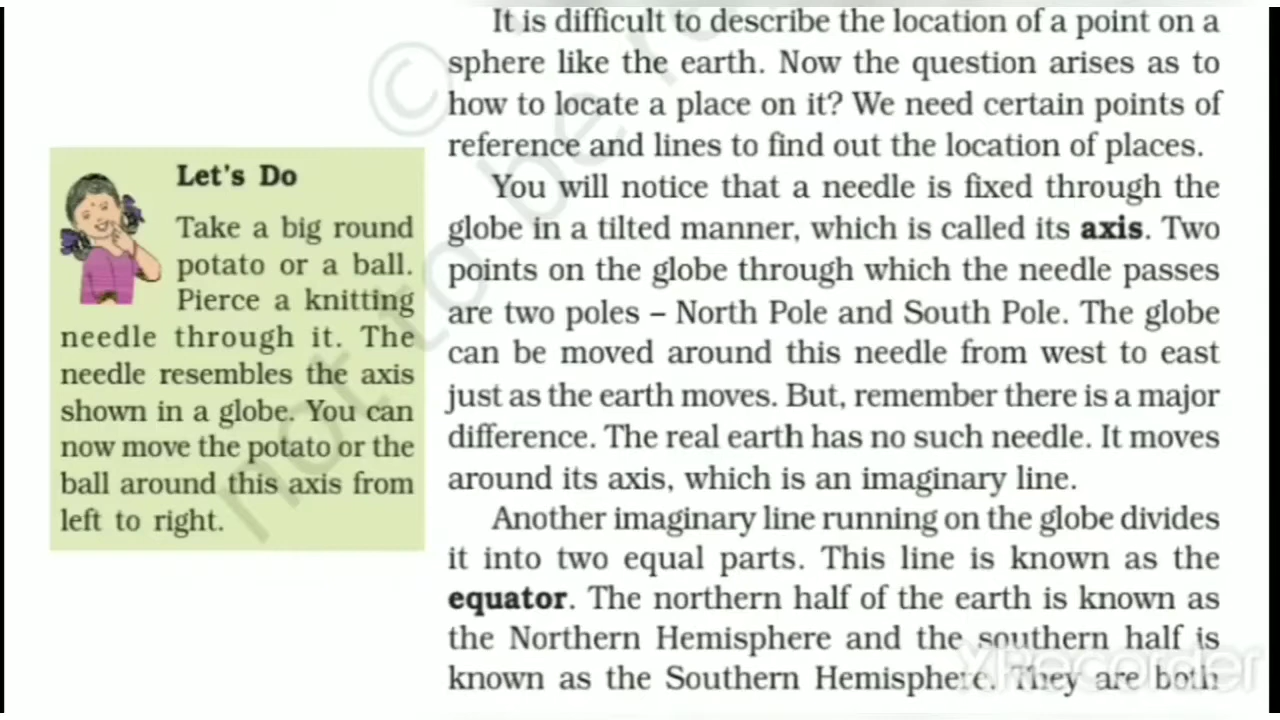 It is difficult to describe the location of a point on a
sphere like the earth. Now the question arises as to
how to locate a place on it? We need certain points of
reference and lines to find out the location of places.
You will notice that a needle is fixed through the
globe in a tilted manner, which is called its axis. Two
points on the globe through which the needle passes
are two poles – North Pole and South Pole. The globe
can be moved around this needle from west to east
just as the earth moves. But, remember there is a major
difference. The real earth has no such needle. It moves
around its axis, which is an imaginary line.
Another imaginary line running on the globe divides
it into two equal parts. This line is known as the
equator. The northern half of the earth is known as
the Northern Hemisphere and the southern half is
known as the Southern Hemisphere. They are both
Let's Do
Take a big round
potato or a ball.
Pierce a knitting
needle through it. The
needle resembles the axis
shown in a globe. You can
now move the potato or the
ball around this axis from
left to right.
©
not to be re
XRecorder